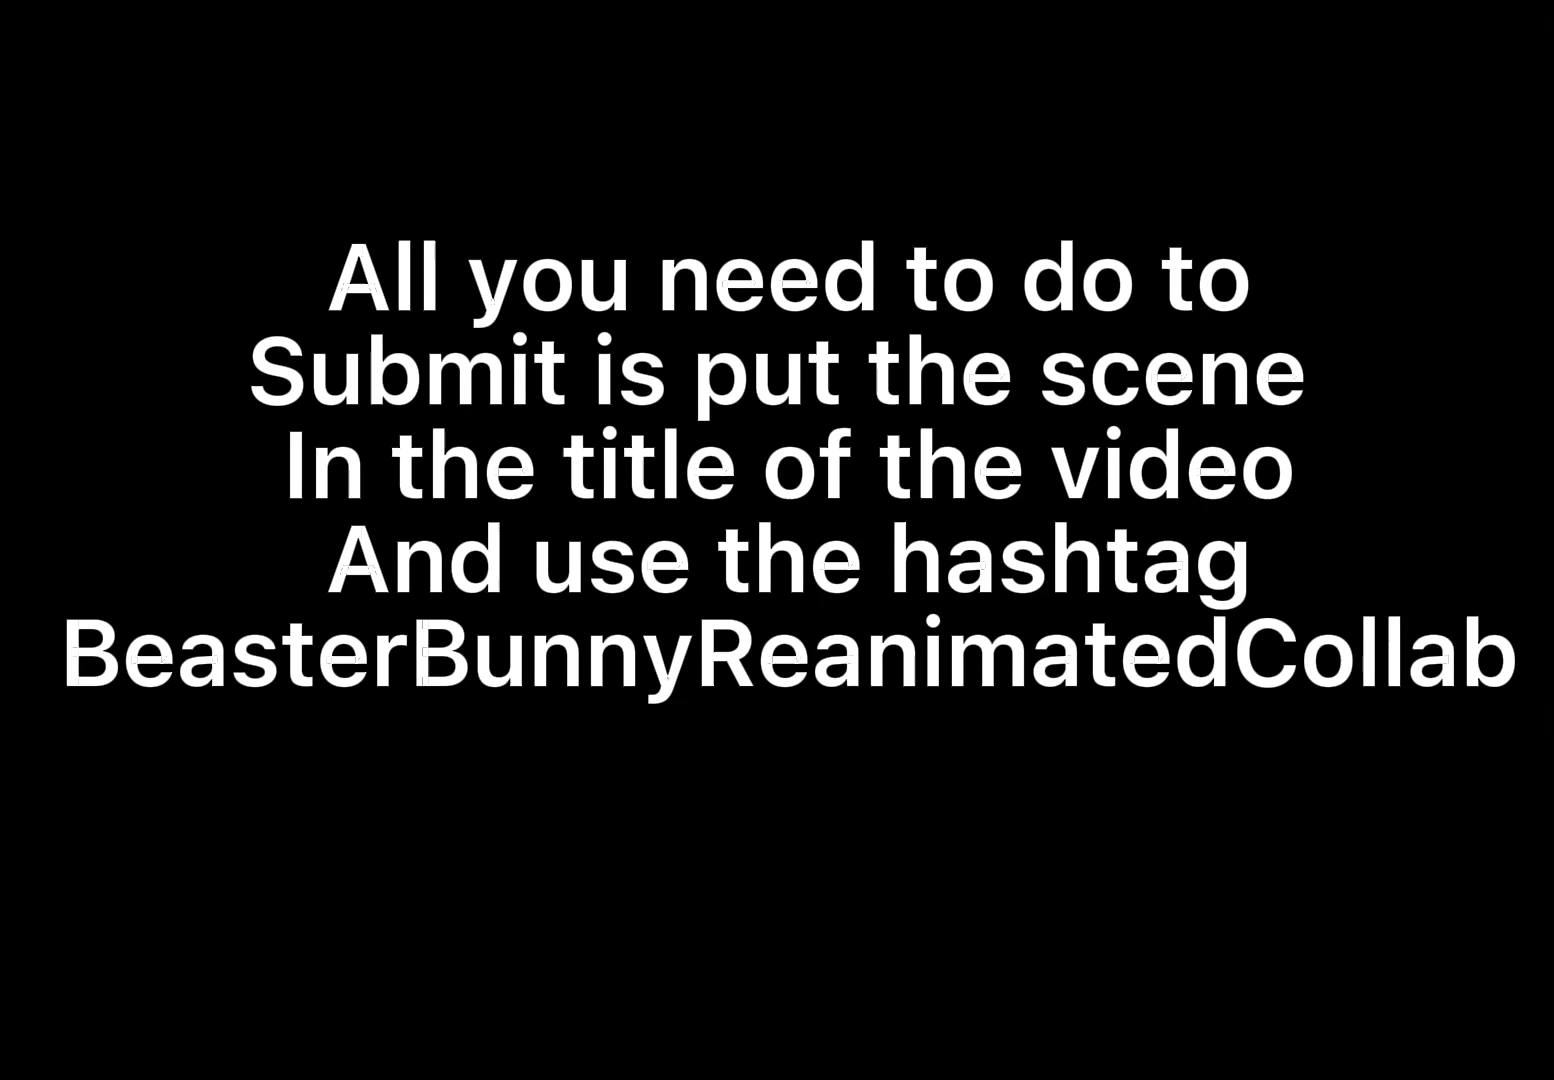 All you need to do to
Submit is put the scene
In the title of the video
And use the hashtag
BeasterBunnyReanimatedCollab